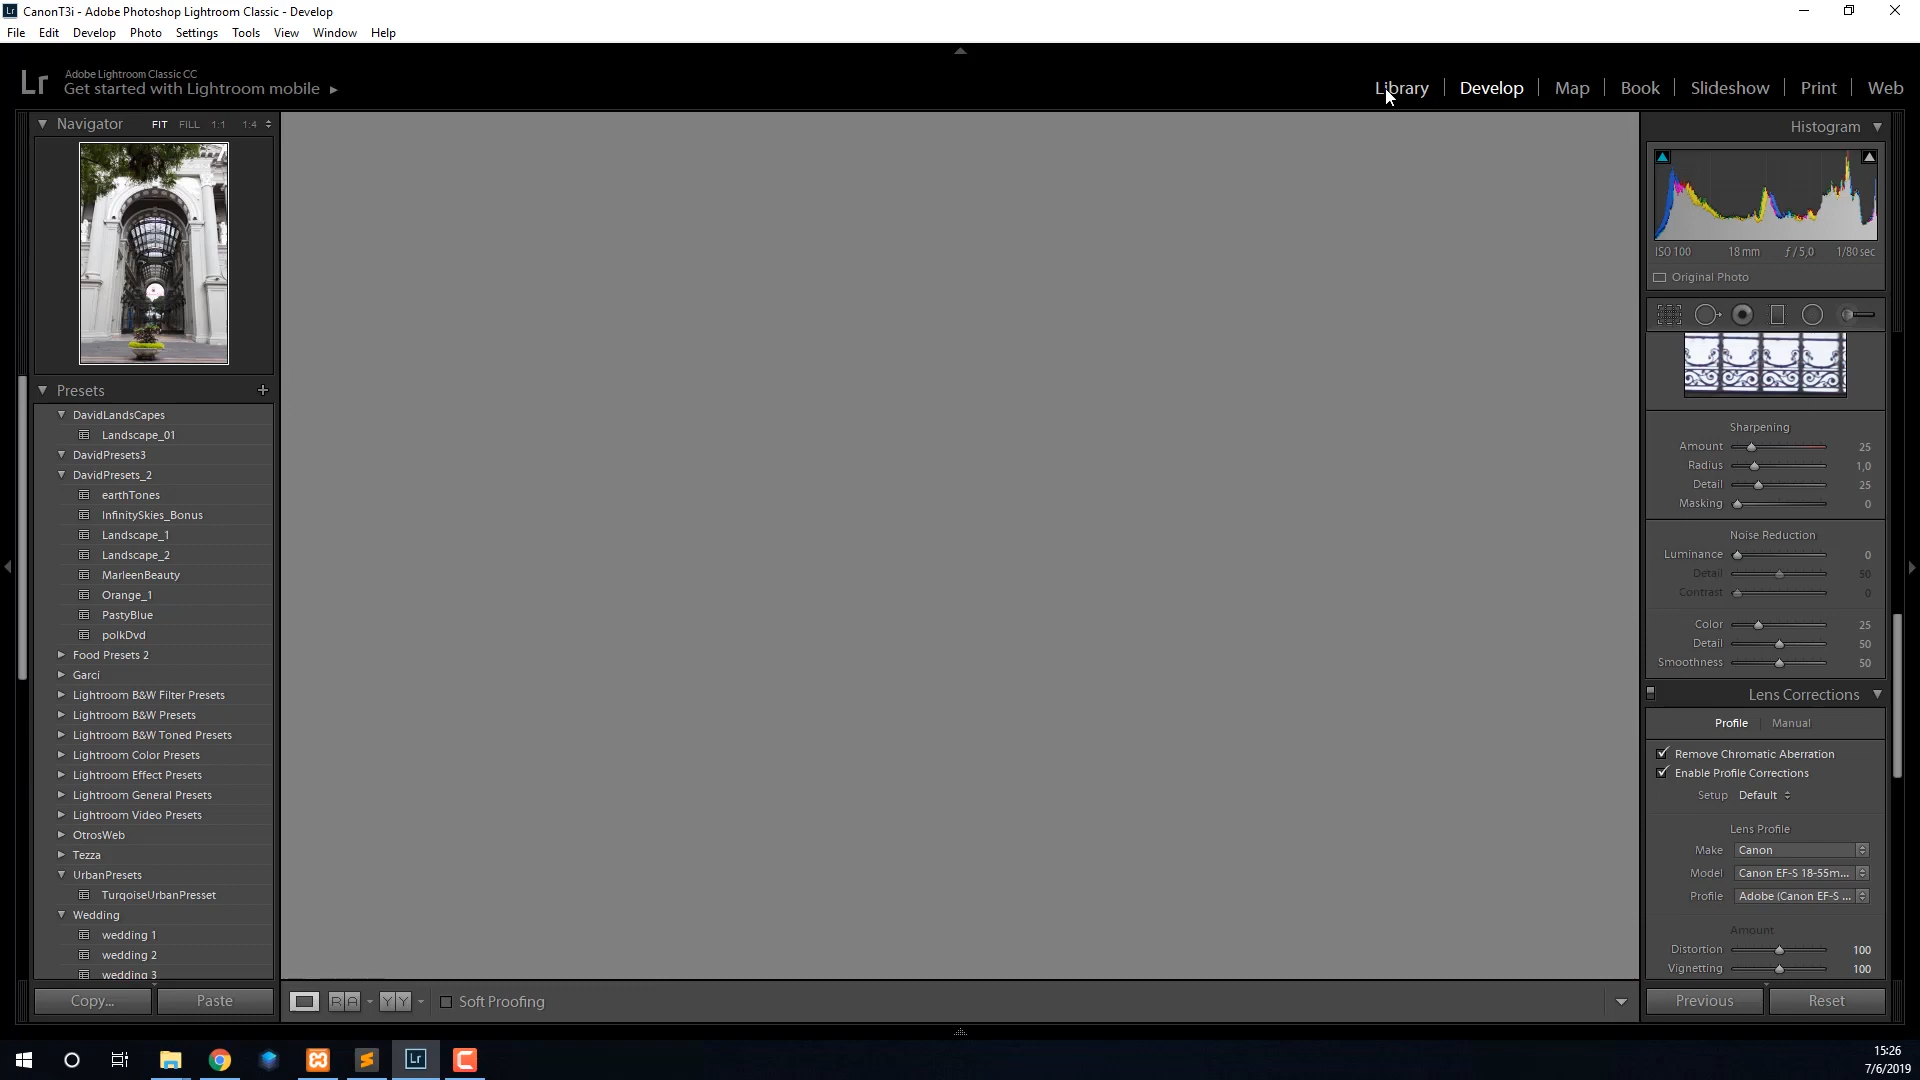 CanonT3i - Adobe Photoshop Lightroom Classic - Develop
File Edit Develop Photo Settings Tools View Window Help
Lr Adobe Lightroom Classic CC
Get started with Lightroom mobile
Library Develop Map Book Slideshow Print Web
Navigator FIT FILL 1:1 1:4
Histogram
ISO 100 18 mm ƒ / 5,0 1/80 sec
Original Photo
Presets
DavidLandsCapes
Landscape_01
DavidPresets3
DavidPresets_2
earthTones
InfinitySkies_Bonus
Landscape_1
Landscape_2
MarleenBeauty
Orange_1
PastyBlue
polkDvd
Food Presets 2
Garci
Lightroom B&W Filter Presets
Lightroom B&W Presets
Lightroom B&W Toned Presets
Lightroom Color Presets
Lightroom Effect Presets
Lightroom General Presets
Lightroom Video Presets
OtrosWeb
Tezza
UrbanPresets
TurqoiseUrbanPresset
Wedding
wedding 1
wedding 2
wedding 3
Copy... Paste
R A Y Y Soft Proofing
Sharpening
Amount 25
Radius 1,0
Detail 25
Masking 0
Noise Reduction
Luminance 0
Detail 50
Contrast 0
Color 25
Detail 50
Smoothness 50
Lens Corrections
Profile Manual
Remove Chromatic Aberration
Enable Profile Corrections
Setup Default
Lens Profile
Make Canon
Model Canon EF-S 18-55m...
Profile Adobe (Canon EF-S ...
Amount
Distortion 100
Vignetting 100
Previous Reset
Lr
15:26
7/6/2019